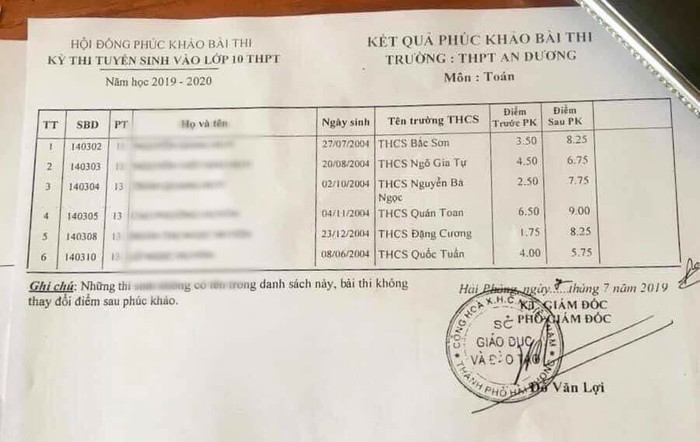 HỘI ĐỒNG PHÚC KHẢO BÀI THI
KỲ THI TUYỂN SINH VÀO LỚP 10 THPT
Năm học 2019 - 2020
KẾT QUẢ PHÚC KHẢO BÀI THI
TRƯỜNG : THPT AN DƯƠNG
Môn : Toán
TT SBD PT Họ và tên Ngày sinh Tên trường THCS Điểm Trước PK Điểm Sau PK
1 140302 27/07/2004 THCS Bắc Sơn 3.50 8.25
2 140303 20/08/2004 THCS Ngô Gia Tự 4.50 6.75
3 140304 13 02/10/2004 THCS Nguyễn Bá Ngọc 2.50 7.75
4 140305 13 04/11/2004 THCS Quán Toan 6.50 9.00
5 140308 13 23/12/2004 THCS Đặng Cương 1.75 8.25
6 140310 13 08/06/2004 THCS Quốc Tuấn 4.00 5.75
Ghi chú: Những thí sinh không có tên trong danh sách này, bài thi không
thay đổi điểm sau phúc khảo.
Hải Phòng, ngày tháng 7 năm 2019
KT. GIÁM ĐỐC
PHÓ GIÁM ĐỐC
SỞ
GIÁO DỤC
VÀ ĐÀO TẠO
THÀNH PHỐ HẢI PHÒNG
Đỗ Văn Lợi